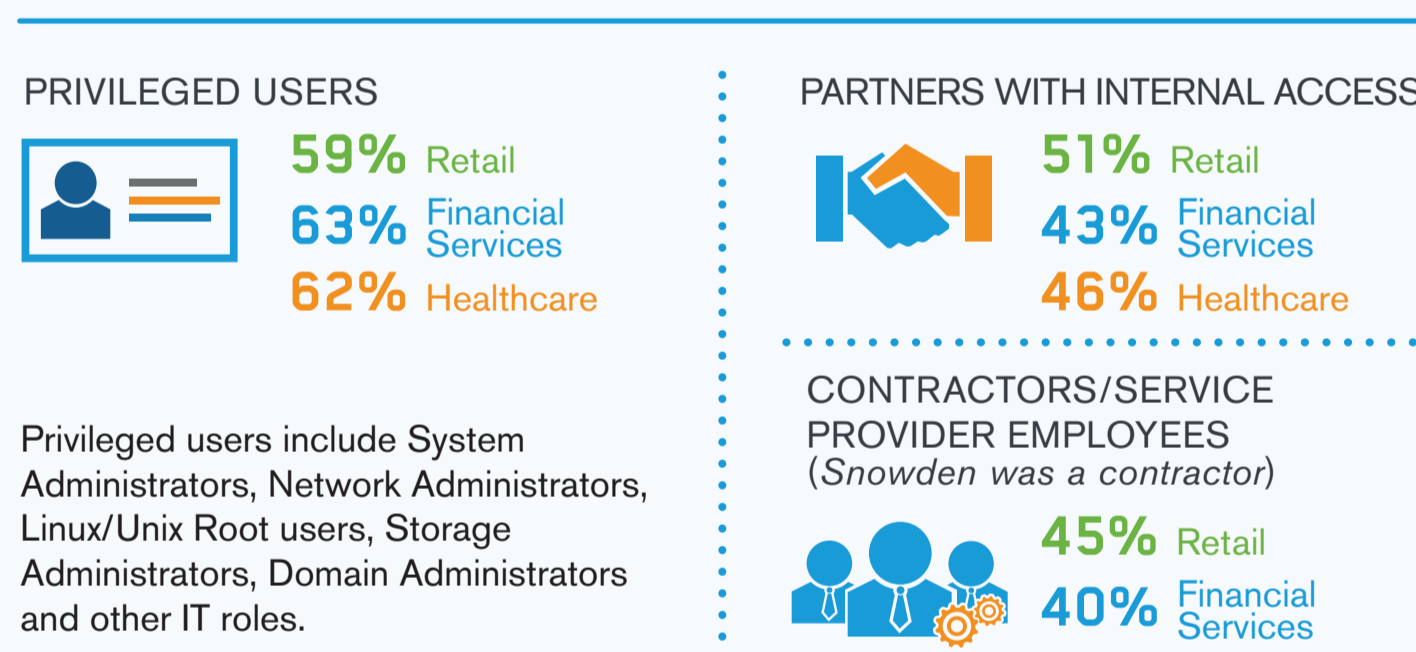 PRIVILEGED USERS
59% Retail
63% Financial
Services
62% Healthcare
Privileged users include System
Administrators, Network Administrators,
Linux/Unix Root users, Storage
Administrators, Domain Administrators
and other IT roles.
PARTNERS WITH INTERNAL ACCESS
51% Retail
43% Financial
Services
46% Healthcare
CONTRACTORS/SERVICE
PROVIDER EMPLOYEES
(Snowden was a contractor)
45% Retail
40% Financial
Services